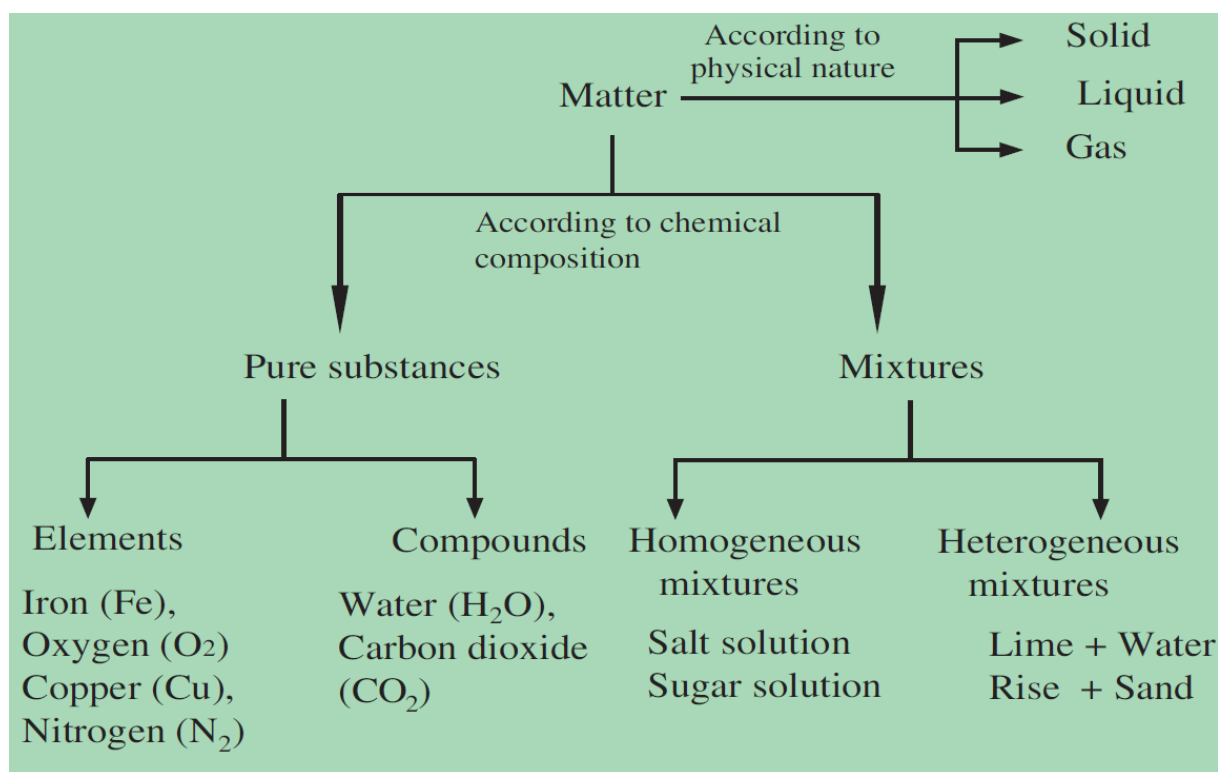 According to
physical nature
Solid
Matter
Liquid
Gas
According to chemical
composition
Pure substances
Mixtures
Elements
Iron (Fe),
Oxygen (O2)
Copper (Cu),
Nitrogen (N₂)
Compounds
Water (H₂O),
Carbon dioxide
(CO₂)
Homogeneous
mixtures
Salt solution
Sugar solution
Heterogeneous
mixtures
Lime + Water
Rise + Sand